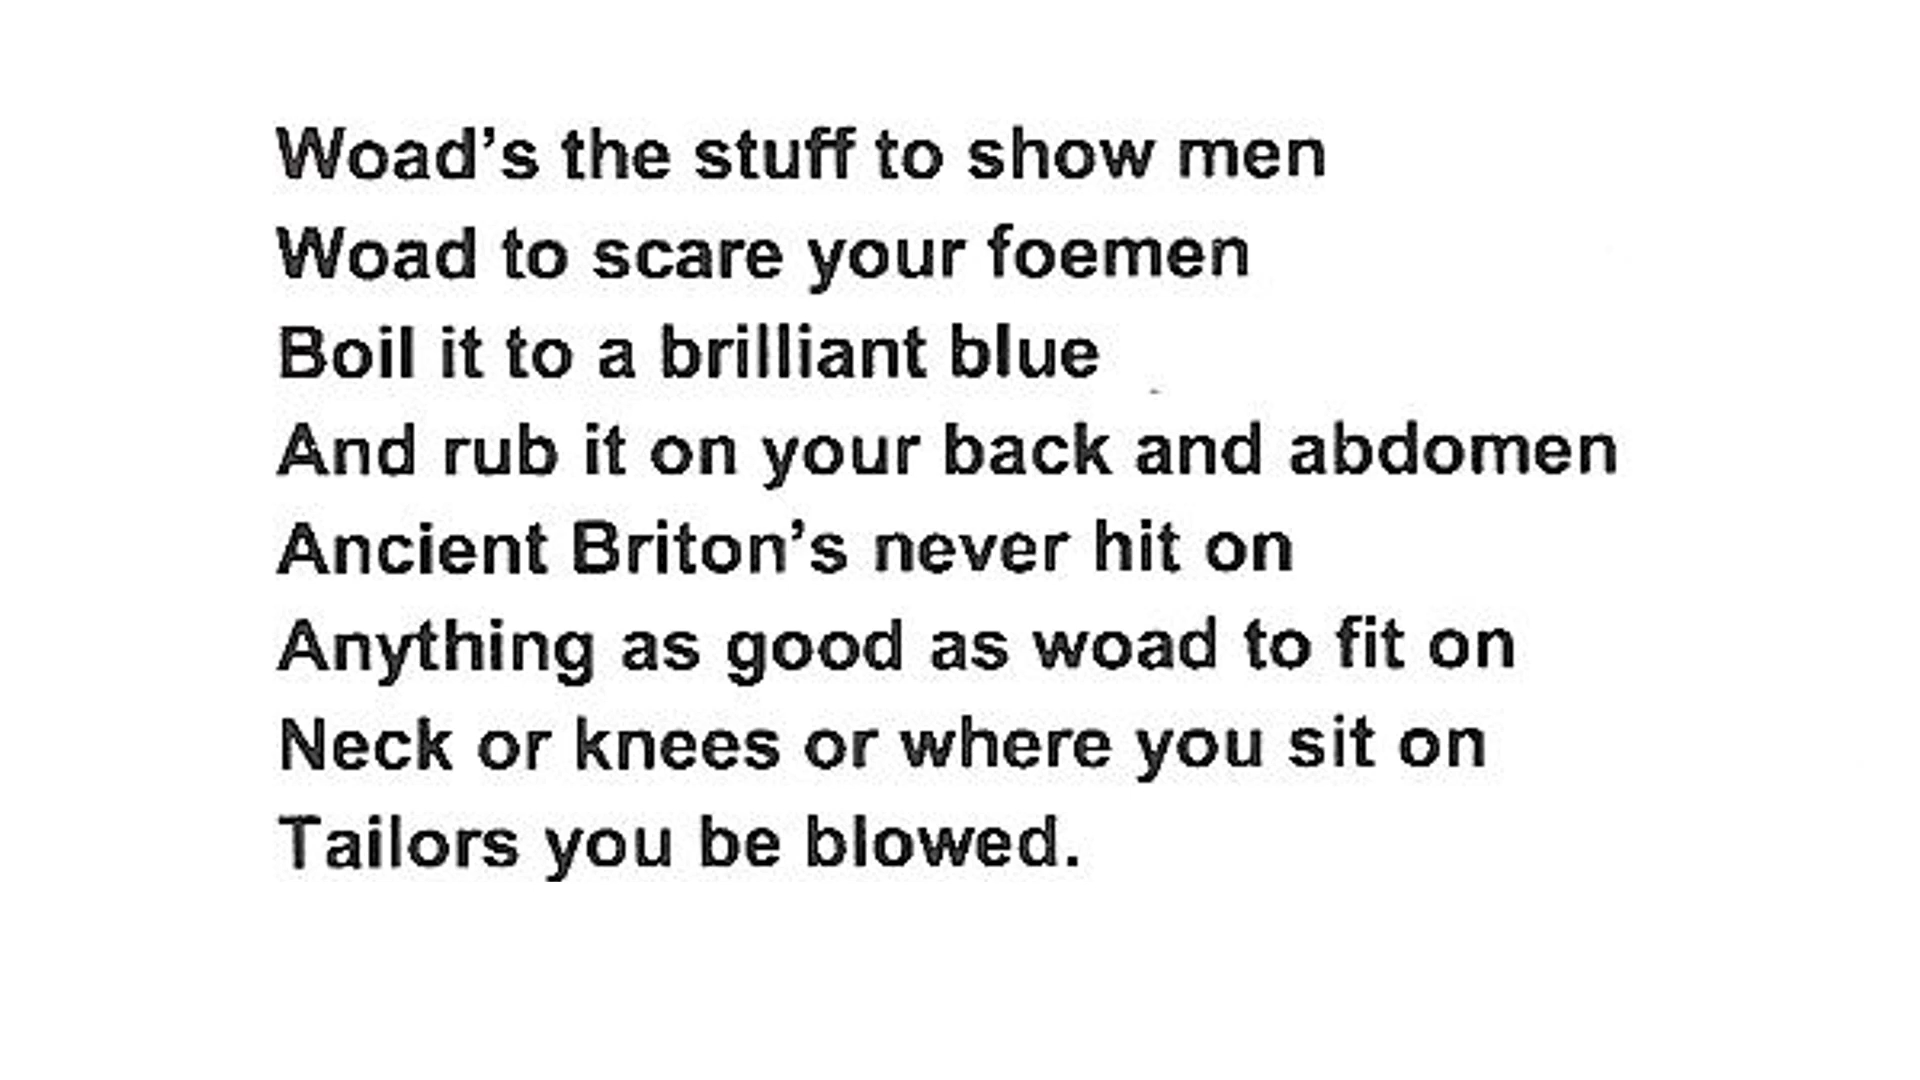 Woad’s the stuff to show men
Woad to scare your foemen
Boil it to a brilliant blue
And rub it on your back and abdomen
Ancient Briton’s never hit on
Anything as good as woad to fit on
Neck or knees or where you sit on
Tailors you be blowed.